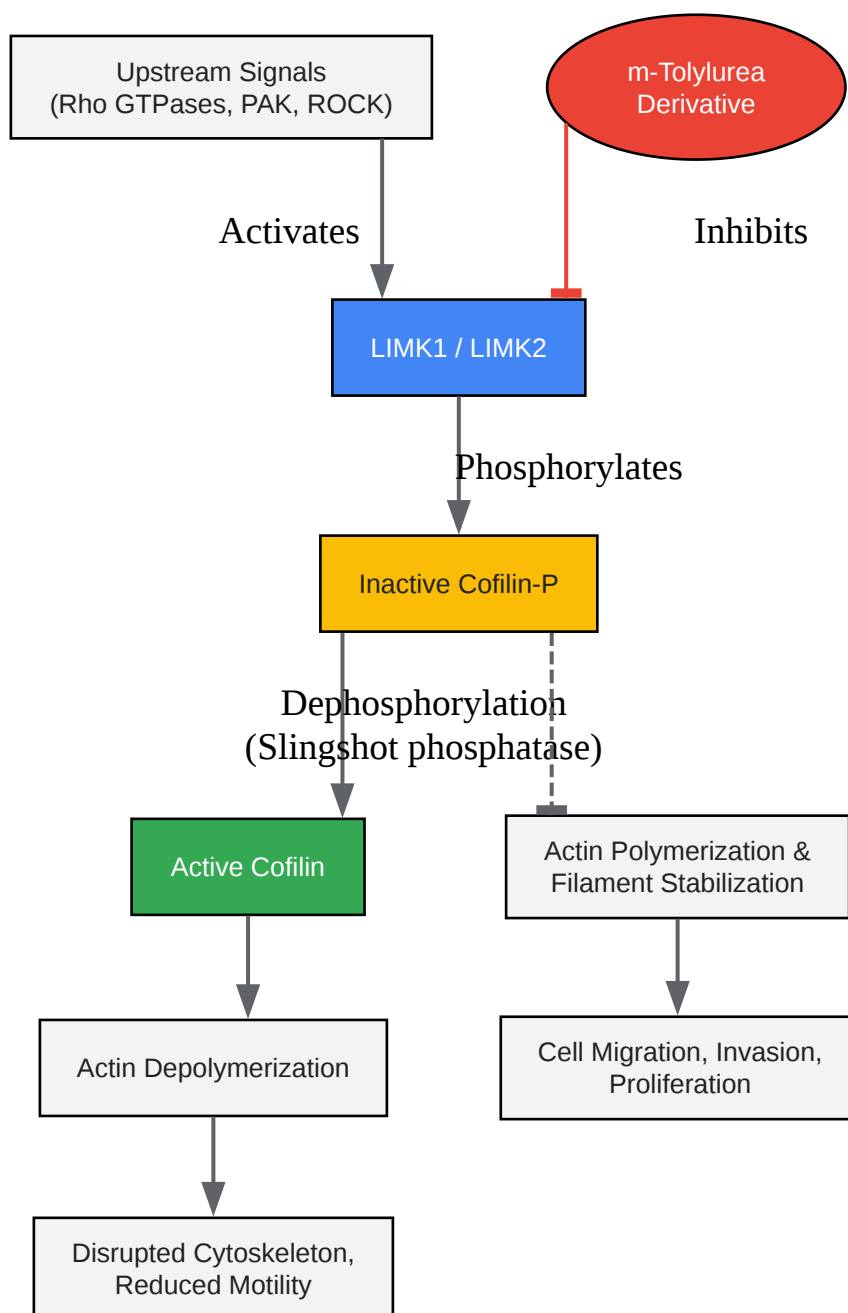 Upstream Signals
(Rho GTPases, PAK, ROCK)
m-Tolylurea
Derivative
Activates
Inhibits
LIMK1 / LIMK2
Phosphorylates
Inactive Cofilin-P
Dephosphorylation
(Slingshot phosphatase)
Active Cofilin
Actin Polymerization &
Filament Stabilization
Actin Depolymerization
Cell Migration, Invasion,
Proliferation
Disrupted Cytoskeleton,
Reduced Motility